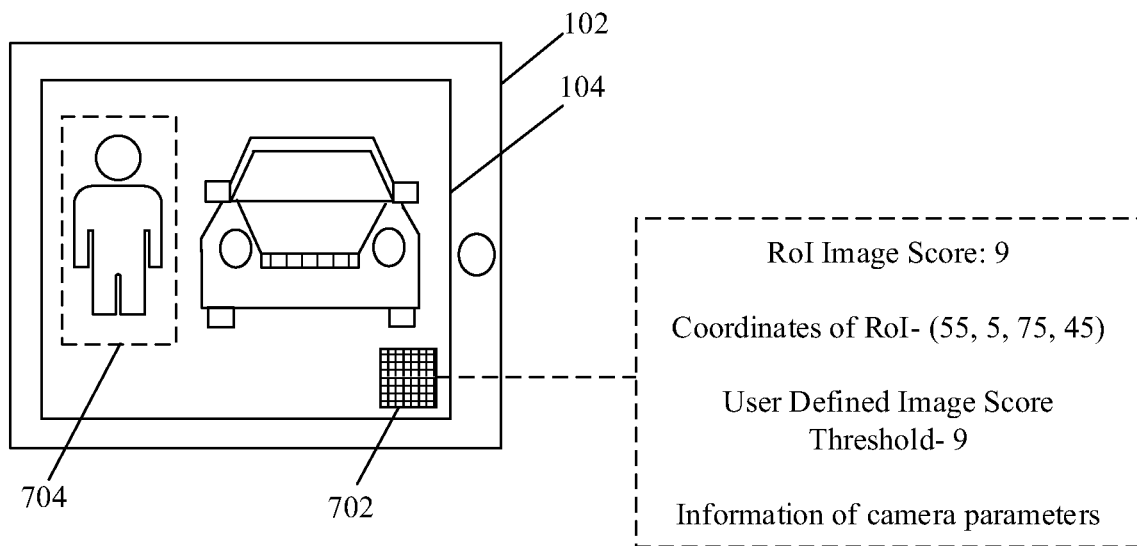 102
104
RoI Image Score: 9
Coordinates of RoI- (55, 5, 75, 45)
User Defined Image Score
Threshold- 9
Information of camera parameters
704
702